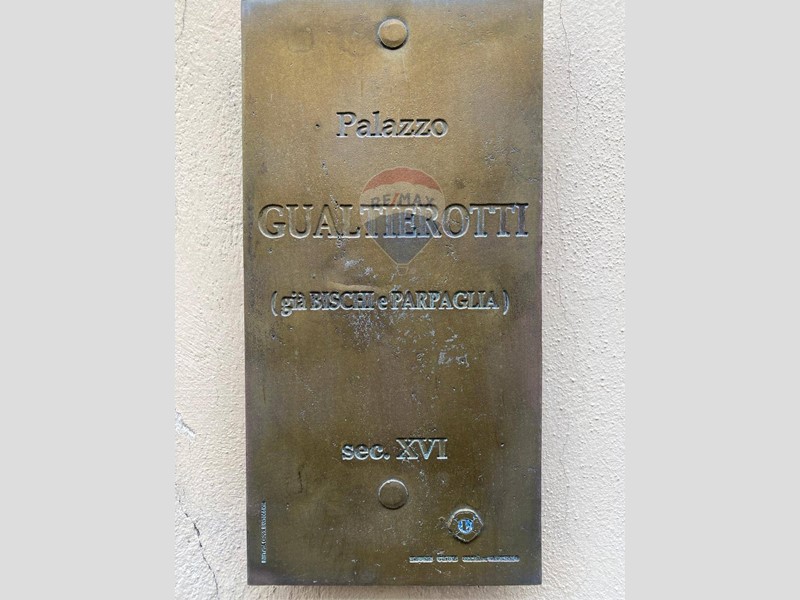 Palazzo
RE/MAX
GUALTIEROTTI
( già BISCHI e PARPAGLIA )
sec. XVI